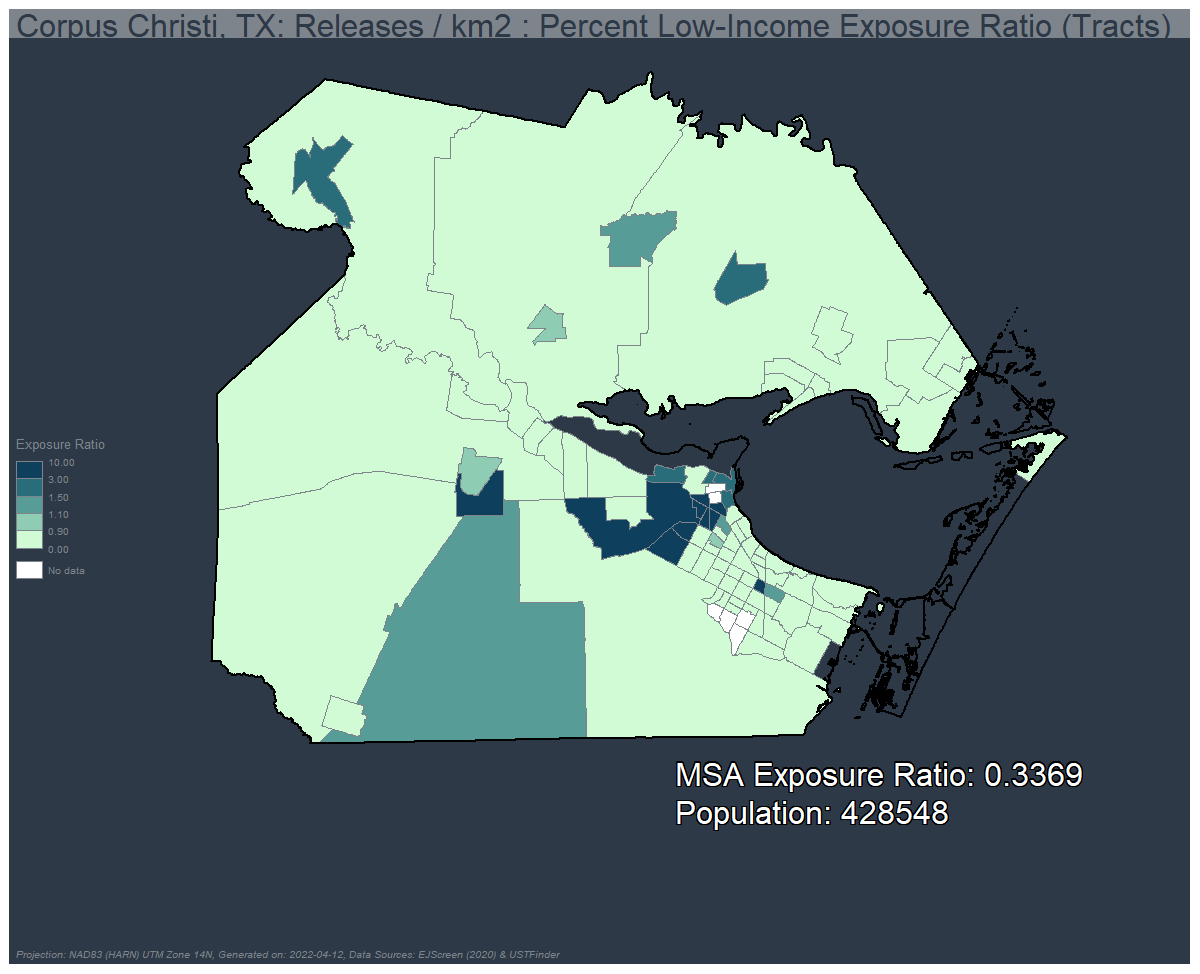 Corpus Christi, TX: Releases / km2 : Percent Low-Income Exposure Ratio (Tracts)
Exposure Ratio
10.00
3.00
1.50
1.10
0.90
0.00
No data
MSA Exposure Ratio: 0.3369
Population: 428548
Projection: NAD83 (HARN) UTM Zone 14N, Generated on: 2022-04-12, Data Sources: EJScreen (2020) & USTFinder